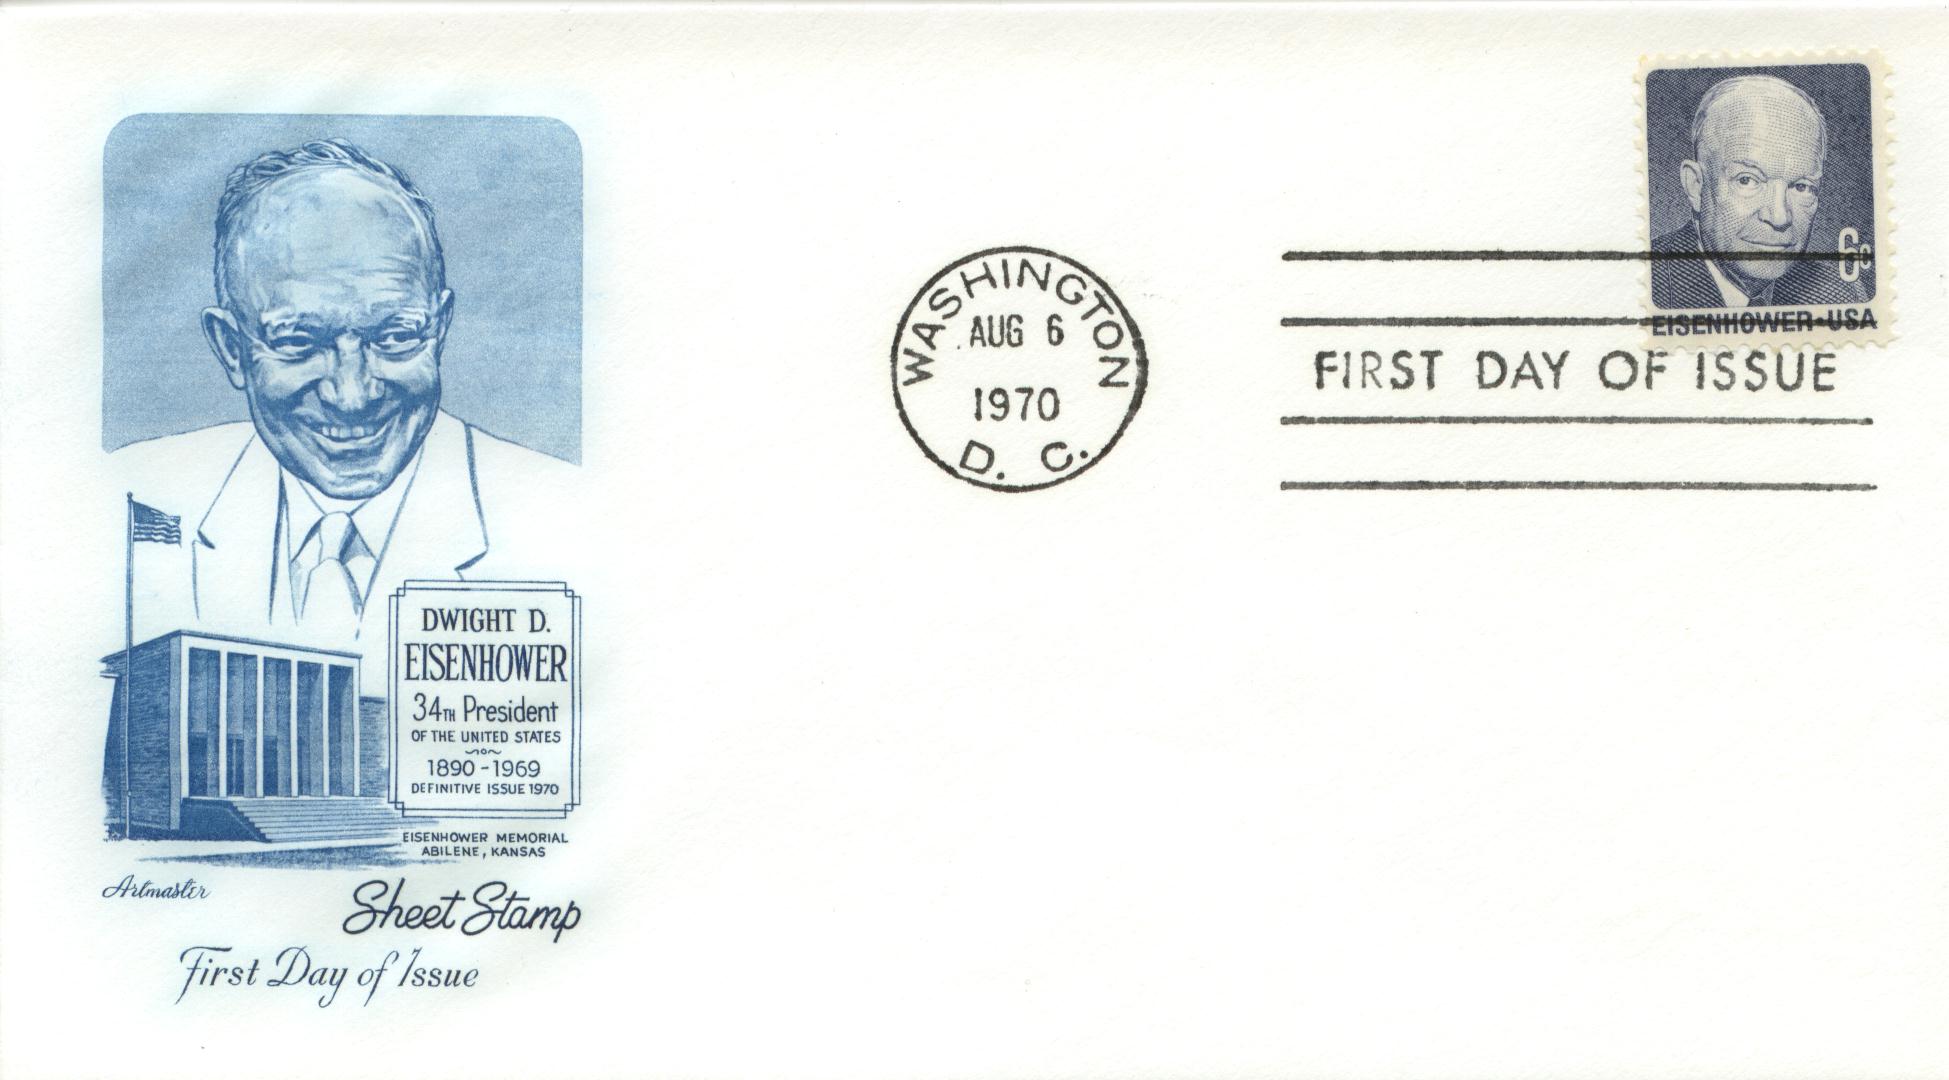 DWIGHT D.
EISENHOWER
34TH President
OF THE UNITED STATES
1890-1969
DEFINITIVE ISSUE 1970
EISENHOWER MEMORIAL
ABILENE, KANSAS
Artmaster
Sheet Stamp
First Day of Issue
WASHINGTON
AUG 6
1970
D. C.
6c
EISENHOWER·USA
FIRST DAY OF ISSUE